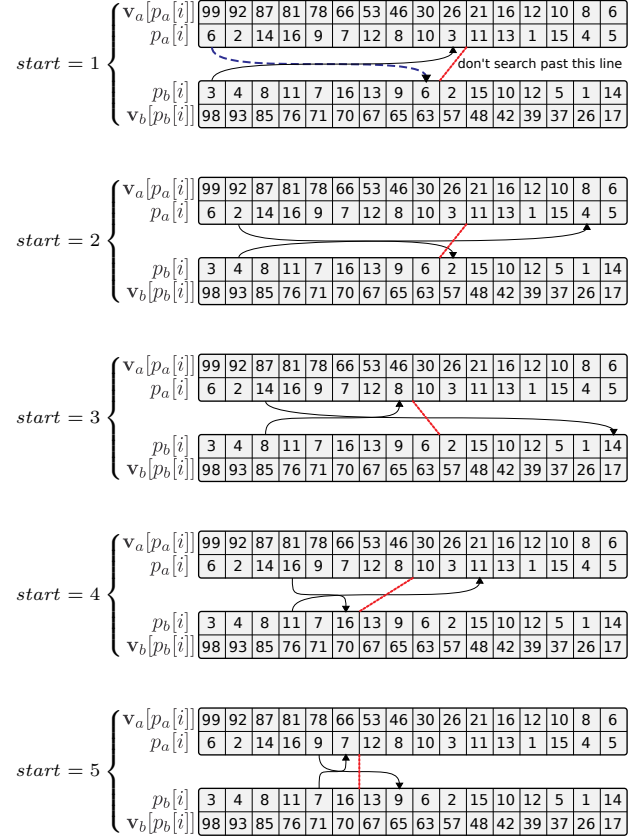 v_a[p_a[i]] 99 92 87 81 78 66 53 46 30 26 21 16 12 10 8 6
p_a[i] 6 2 14 16 9 7 12 8 10 3 11 13 1 15 4 5
start = 1
don't search past this line
p_b[i] 3 4 8 11 7 16 13 9 6 2 15 10 12 5 1 14
v_b[p_b[i]] 98 93 85 76 71 70 67 65 63 57 48 42 39 37 26 17
v_a[p_a[i]] 99 92 87 81 78 66 53 46 30 26 21 16 12 10 8 6
p_a[i] 6 2 14 16 9 7 12 8 10 3 11 13 1 15 4 5
start = 2
p_b[i] 3 4 8 11 7 16 13 9 6 2 15 10 12 5 1 14
v_b[p_b[i]] 98 93 85 76 71 70 67 65 63 57 48 42 39 37 26 17
v_a[p_a[i]] 99 92 87 81 78 66 53 46 30 26 21 16 12 10 8 6
p_a[i] 6 2 14 16 9 7 12 8 10 3 11 13 1 15 4 5
start = 3
p_b[i] 3 4 8 11 7 16 13 9 6 2 15 10 12 5 1 14
v_b[p_b[i]] 98 93 85 76 71 70 67 65 63 57 48 42 39 37 26 17
v_a[p_a[i]] 99 92 87 81 78 66 53 46 30 26 21 16 12 10 8 6
p_a[i] 6 2 14 16 9 7 12 8 10 3 11 13 1 15 4 5
start = 4
p_b[i] 3 4 8 11 7 16 13 9 6 2 15 10 12 5 1 14
v_b[p_b[i]] 98 93 85 76 71 70 67 65 63 57 48 42 39 37 26 17
v_a[p_a[i]] 99 92 87 81 78 66 53 46 30 26 21 16 12 10 8 6
p_a[i] 6 2 14 16 9 7 12 8 10 3 11 13 1 15 4 5
start = 5
p_b[i] 3 4 8 11 7 16 13 9 6 2 15 10 12 5 1 14
v_b[p_b[i]] 98 93 85 76 71 70 67 65 63 57 48 42 39 37 26 17